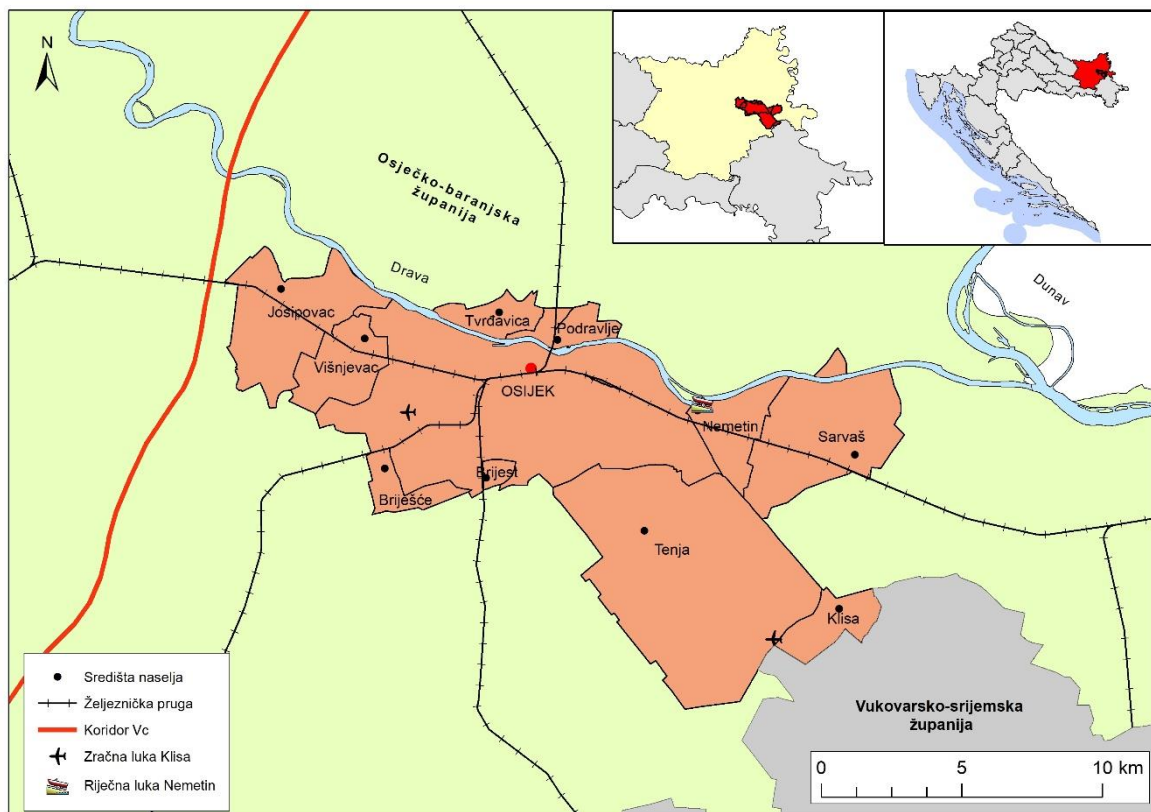 N
Osječko-baranjska
županija
Drava
Dunav
Josipovac
Tvrđavica
Podravlje
Višnjevac
OSIJEK
Nemetin
Sarvaš
Brijest
Briješće
Tenja
Klisa
Vukovarsko-srijemska
županija
Središta naselja
Željeznička pruga
Koridor Vc
Zračna luka Klisa
Riječna luka Nemetin
0 5 10 km